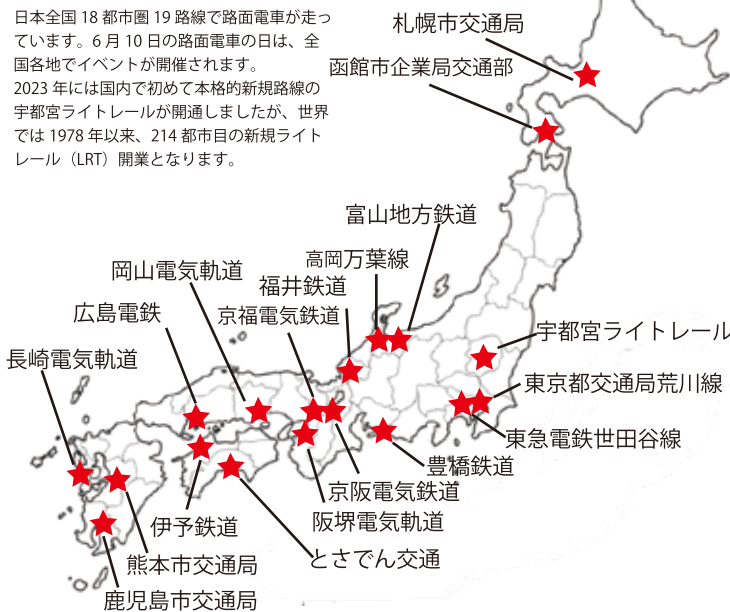 日本全国 18 都市圏 19 路線で路面電車が走っ
ています。6 月 10 日の路面電車の日は、全
国各地でイベントが開催されます。
2023 年には国内で初めて本格的新規路線の
宇都宮ライトレールが開通しましたが、世界
では 1978 年以来、214 都市目の新規ライト
レール（LRT）開業となります。
札幌市交通局
函館市企業局交通部
富山地方鉄道
高岡万葉線
岡山電気軌道
福井鉄道
広島電鉄
京福電気鉄道
宇都宮ライトレール
長崎電気軌道
東京都交通局荒川線
東急電鉄世田谷線
豊橋鉄道
京阪電気鉄道
阪堺電気軌道
伊予鉄道
とさでん交通
熊本市交通局
鹿児島市交通局